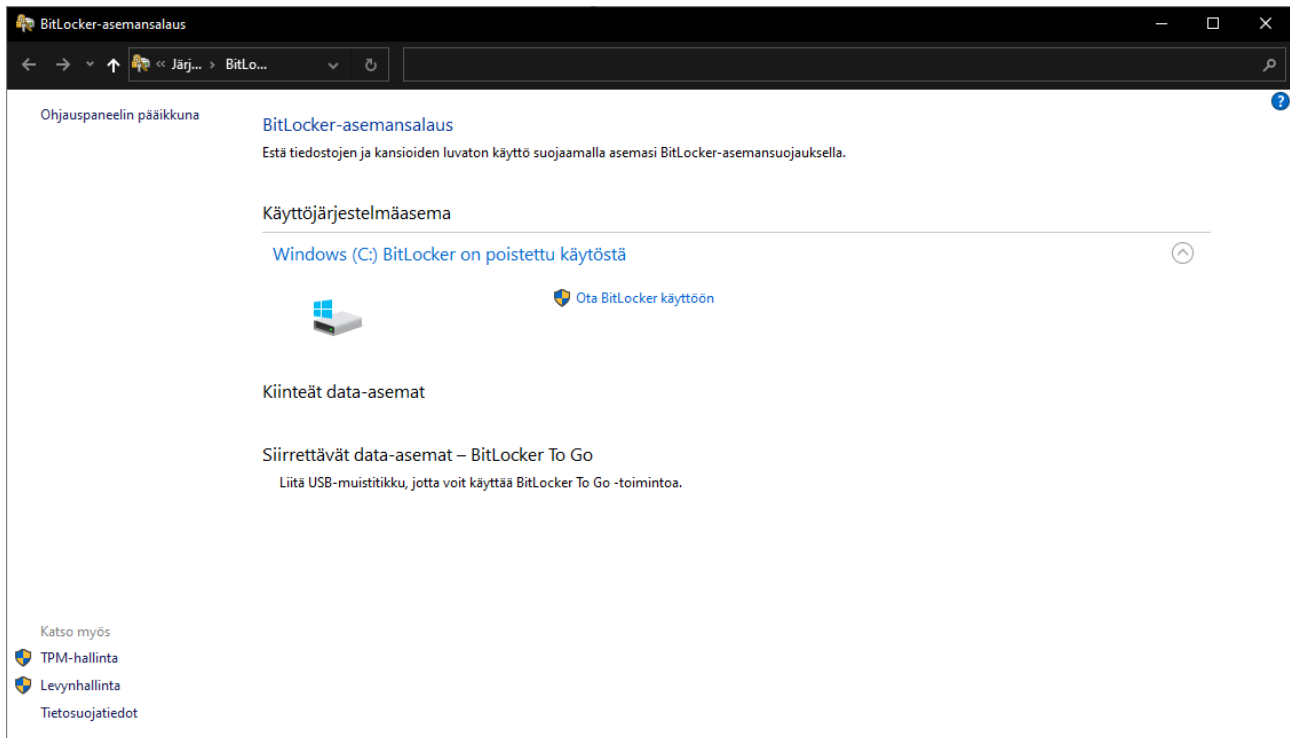 BitLocker-asemansalaus
« Järj... › BitLo...
Ohjauspaneelin pääikkuna
BitLocker-asemansalaus
Estä tiedostojen ja kansioiden luvaton käyttö suojaamalla asemasi BitLocker-asemansuojauksella.
Käyttöjärjestelmäasema
Windows (C:) BitLocker on poistettu käytöstä
Ota BitLocker käyttöön
Kiinteät data-asemat
Siirrettävät data-asemat – BitLocker To Go
Liitä USB-muistitikku, jotta voit käyttää BitLocker To Go -toimintoa.
Katso myös
TPM-hallinta
Levynhallinta
Tietosuojatiedot